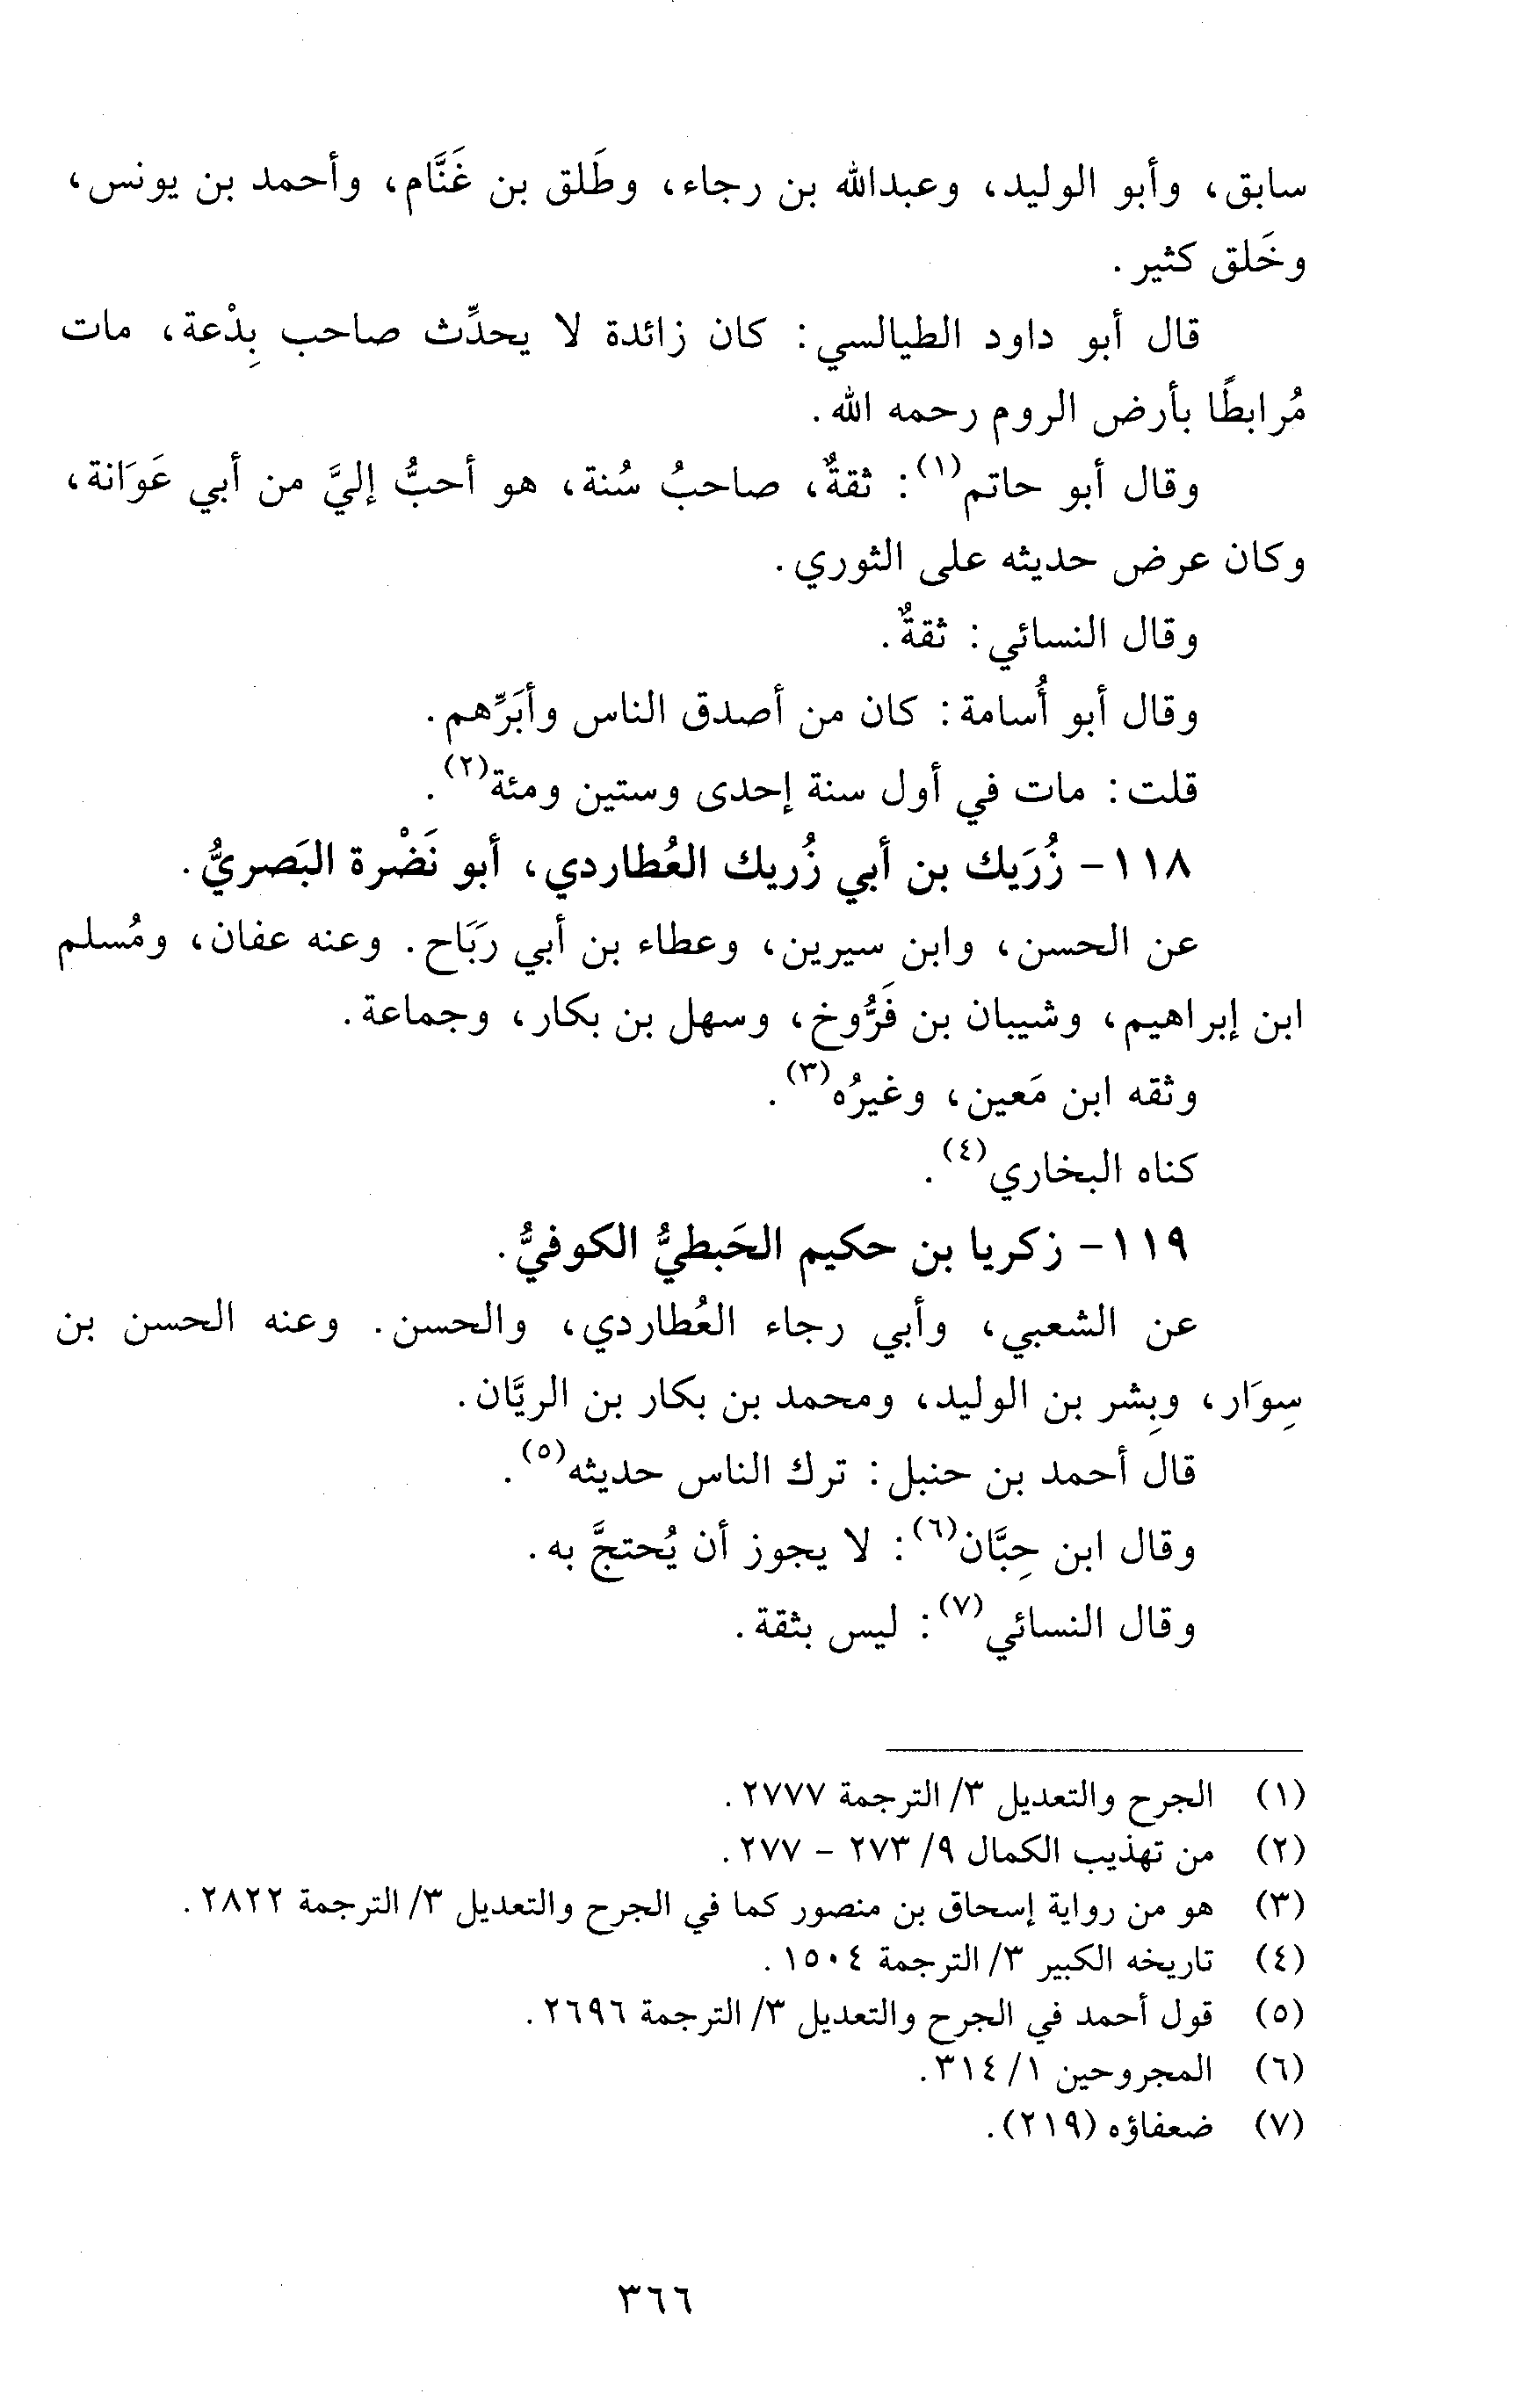 سابق، وأبو الوليد، وعبدالله بن رجاء، وطَلق بن غَنَّام، وأحمد بن يونس،
وخَلق كثير.
قال أبو داود الطيالسي: كان زائدة لا يحدِّث صاحب بِدْعة، مات
مُرابطًا بأرض الروم رحمه الله.
وقال أبو حاتم(١): ثقةٌ، صاحبُ سُنة، هو أحبُّ إليَّ من أبي عَوَانة،
وكان عرض حديثه على الثوري.
وقال النسائي: ثقةٌ.
وقال أبو أُسامة: كان من أصدق الناس وأبَرِّهم.
قلت: مات في أول سنة إحدى وستين ومئة(٢).
١١٨- زُرَيك بن أبي زُريك العُطاردي، أبو نَضْرة البَصريُّ.
عن الحسن، وابن سيرين، وعطاء بن أبي رَبَاح. وعنه عفان، ومُسلم
ابن إبراهيم، وشيبان بن فَرُّوخ، وسهل بن بكار، وجماعة.
وثقه ابن مَعين، وغيرُه(٣).
كناه البخاري(٤).
١١٩- زكريا بن حكيم الحَبطيُّ الكوفيُّ.
عن الشعبي، وأبي رجاء العُطاردي، والحسن. وعنه الحسن بن
سِوَار، وبِشر بن الوليد، ومحمد بن بكار بن الريَّان.
قال أحمد بن حنبل: ترك الناس حديثه(٥).
وقال ابن حِبَّان(٦): لا يجوز أن يُحتجَّ به.
وقال النسائي(٧): ليس بثقة.
(١) الجرح والتعديل ٣/ الترجمة ٢٧٧٧.
(٢) من تهذيب الكمال ٩/ ٢٧٣ - ٢٧٧.
(٣) هو من رواية إسحاق بن منصور كما في الجرح والتعديل ٣/ الترجمة ٢٨٢٢.
(٤) تاريخه الكبير ٣/ الترجمة ١٥٠٤.
(٥) قول أحمد في الجرح والتعديل ٣/ الترجمة ٢٦٩٦.
(٦) المجروحين ١/ ٣١٤.
(٧) ضعفاؤه (٢١٩).
٣٦٦